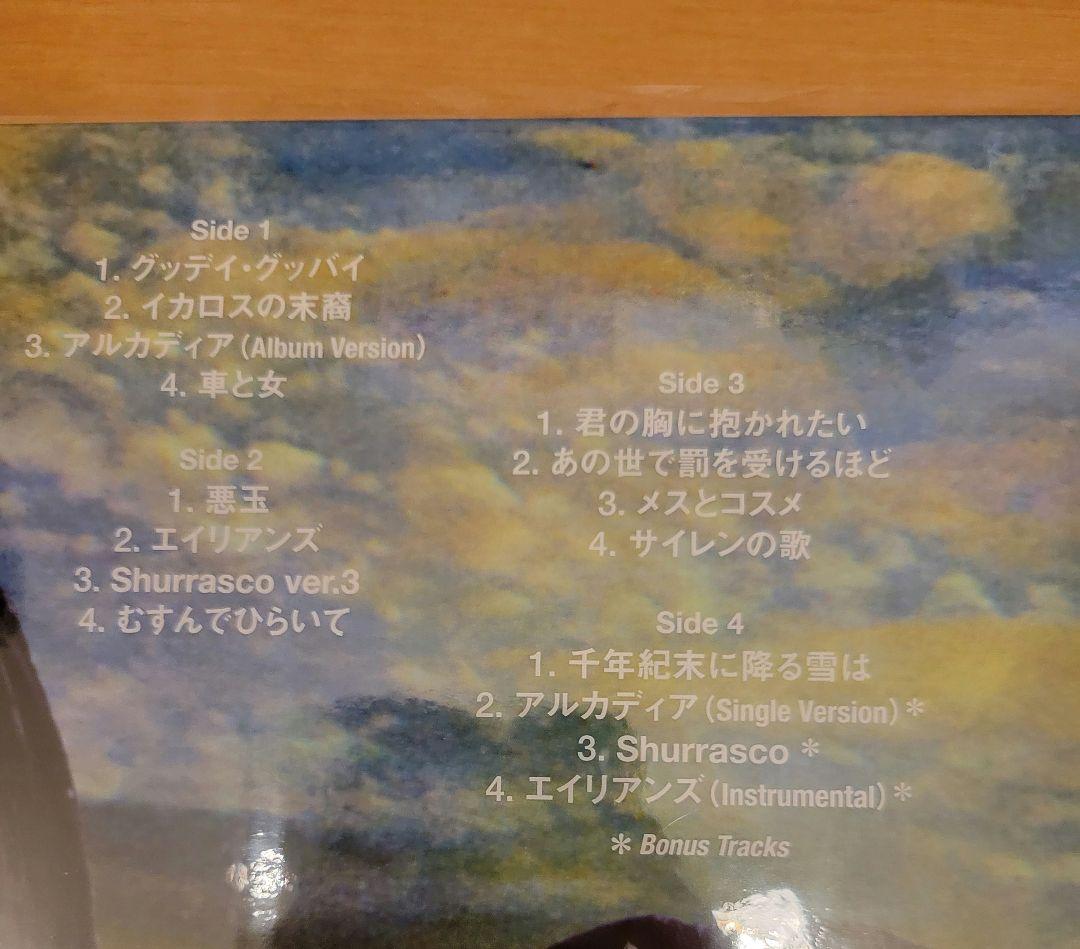 Side 1
1. グッデイ・グッバイ
2. イカロスの末裔
3. アルカディア(Album Version)
4. 車と女
Side 2
1. 悪玉
2. エイリアンズ
3. Shurrasco ver.3
4. むすんでひらいて
Side 3
1. 君の胸に抱かれたい
2. あの世で罰を受けるほど
3. メスとコスメ
4. サイレンの歌
Side 4
1. 千年紀末に降る雪は
2. アルカディア(Single Version)*
3. Shurrasco *
4. エイリアンズ(Instrumental)*
* Bonus Tracks